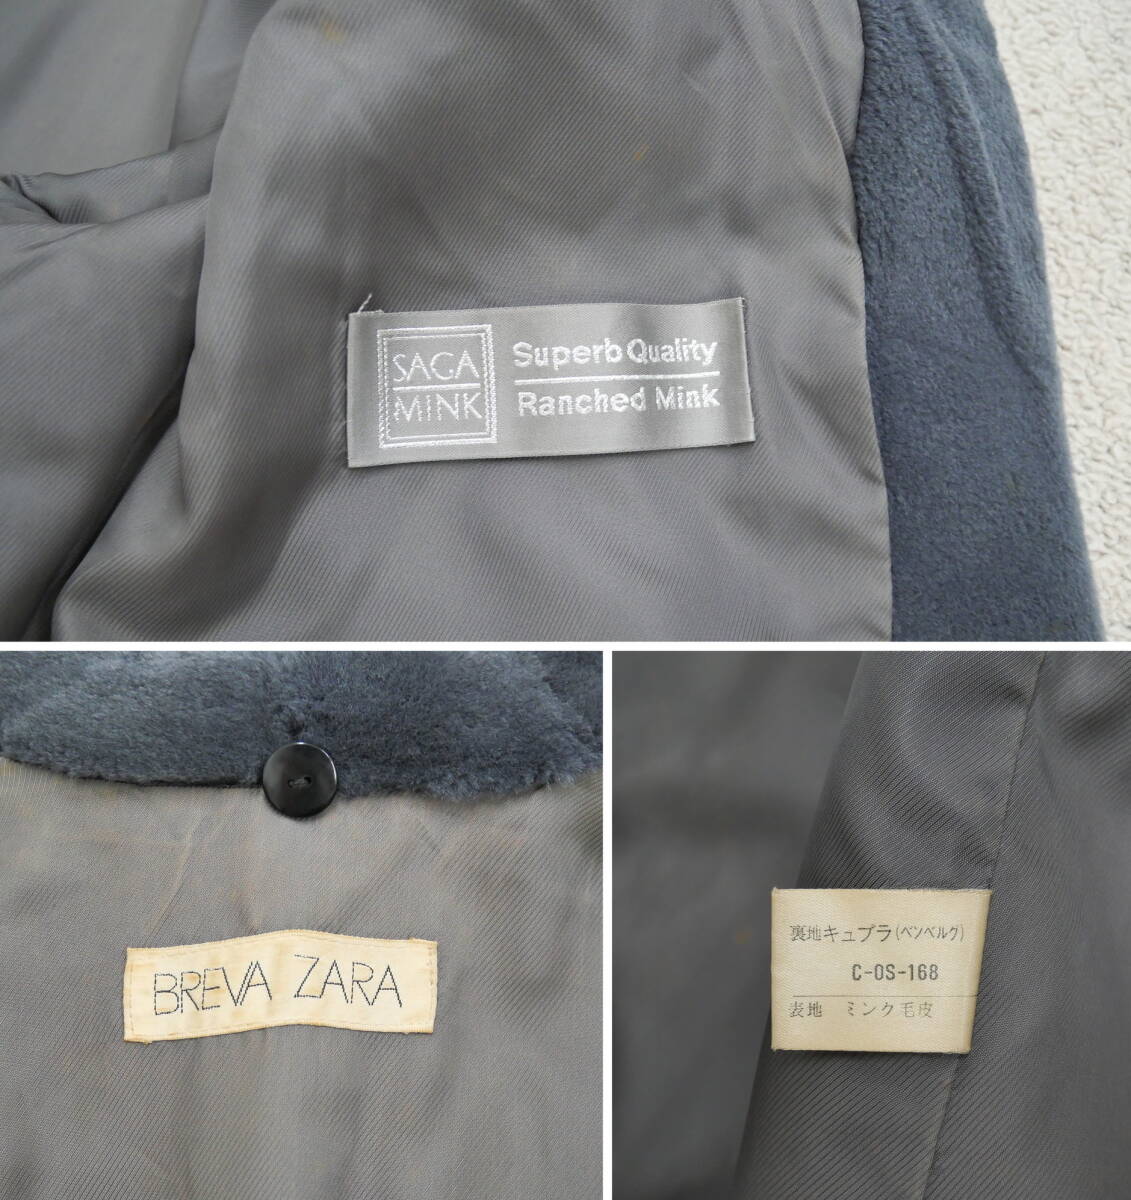 SAGA
MINK
Superb Quality
Ranched Mink
BREVA ZARA
裏地キュプラ(ベンベルグ)
C-OS-168
表地 ミンク毛皮